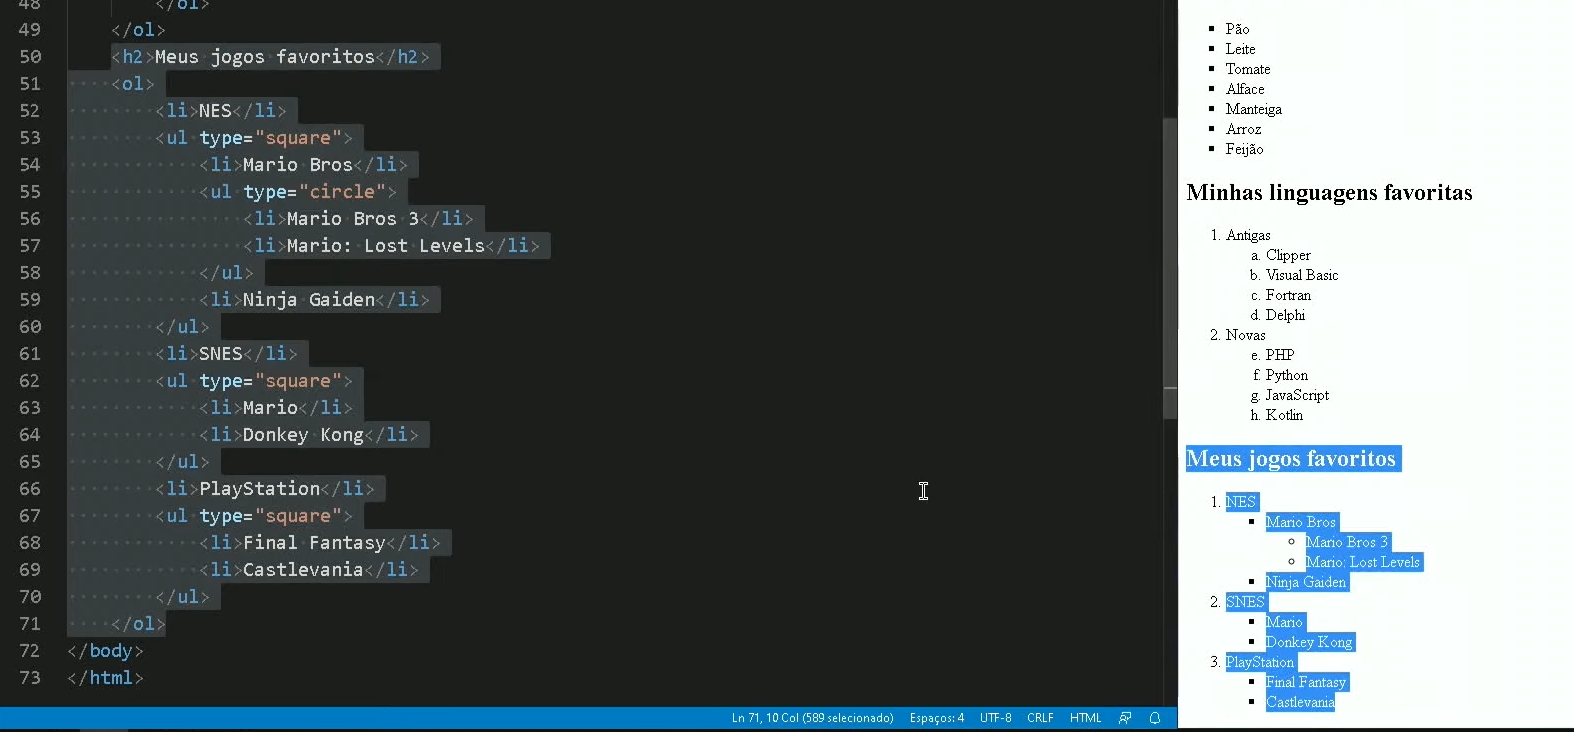 48 </ol>
49 </ol>
50 <h2>Meus jogos favoritos</h2>
51 <ol>
52 <li>NES</li>
53 <ul type="square">
54 <li>Mario Bros</li>
55 <ul type="circle">
56 <li>Mario Bros 3</li>
57 <li>Mario: Lost Levels</li>
58 </ul>
59 <li>Ninja Gaiden</li>
60 </ul>
61 <li>SNES</li>
62 <ul type="square">
63 <li>Mario</li>
64 <li>Donkey Kong</li>
65 </ul>
66 <li>PlayStation</li>
67 <ul type="square">
68 <li>Final Fantasy</li>
69 <li>Castlevania</li>
70 </ul>
71 </ol>
72 </body>
73 </html>
Ln 71, 10 Col (589 selecionado) Espaços: 4 UTF-8 CRLF HTML
Pão
Leite
Tomate
Alface
Manteiga
Arroz
Feijão
Minhas linguagens favoritas
1. Antigas
a. Clipper
b. Visual Basic
c. Fortran
d. Delphi
2. Novas
e. PHP
f. Python
g. JavaScript
h. Kotlin
Meus jogos favoritos
1. NES
Mario Bros
Mario Bros 3
Mario: Lost Levels
Ninja Gaiden
2. SNES
Mario
Donkey Kong
3. PlayStation
Final Fantasy
Castlevania